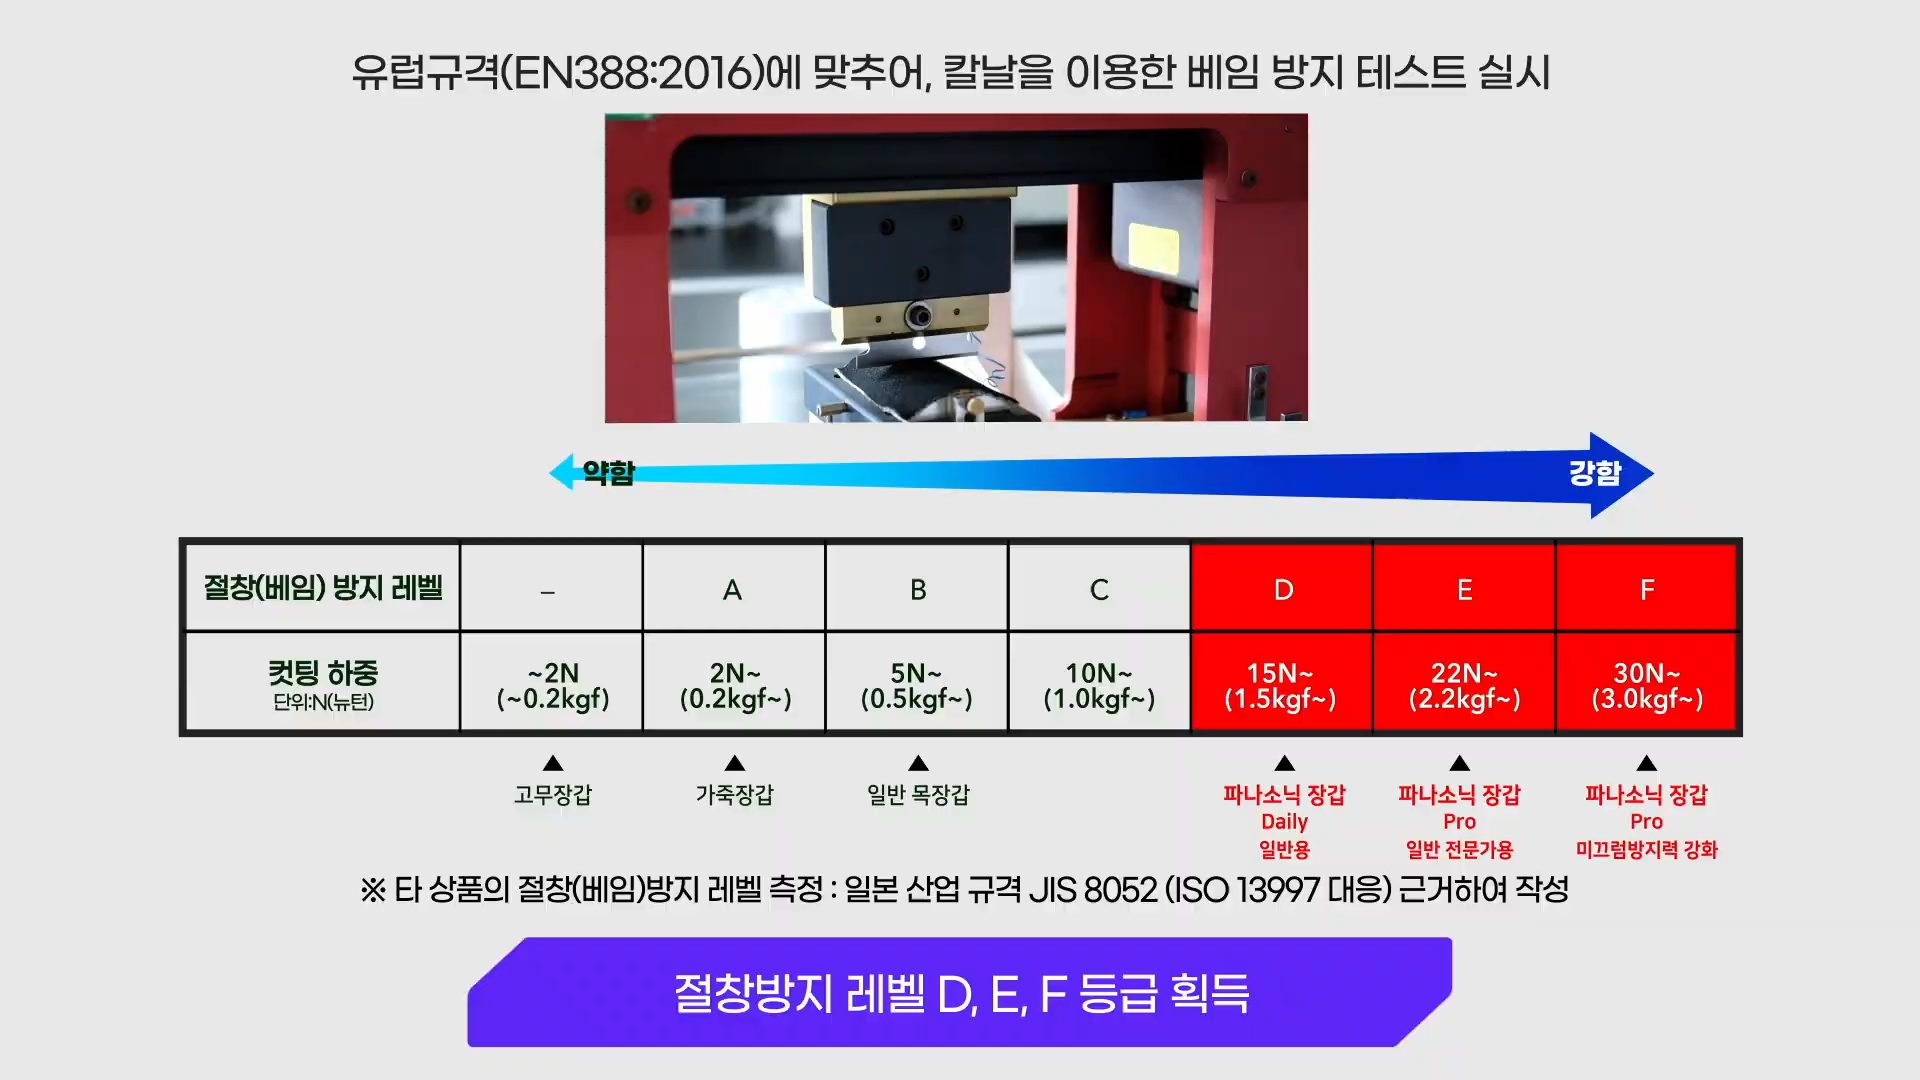 유럽규격(EN388:2016)에 맞추어, 칼날을 이용한 베임 방지 테스트 실시
약함
강함
절창(베임) 방지 레벨 – A B C D E F
컷팅 하중 ~2N 2N~ 5N~ 10N~ 15N~ 22N~ 30N~
단위:N(뉴턴) (~0.2kgf) (0.2kgf~) (0.5kgf~) (1.0kgf~) (1.5kgf~) (2.2kgf~) (3.0kgf~)
▲ ▲ ▲ ▲ ▲ ▲
고무장갑 가죽장갑 일반 목장갑 파나소닉 장갑 파나소닉 장갑 파나소닉 장갑
Daily Pro Pro
일반용 일반 전문가용 미끄럼방지력 강화
※ 타 상품의 절창(베임)방지 레벨 측정 : 일본 산업 규격 JIS 8052 (ISO 13997 대응) 근거하여 작성
절창방지 레벨 D, E, F 등급 획득